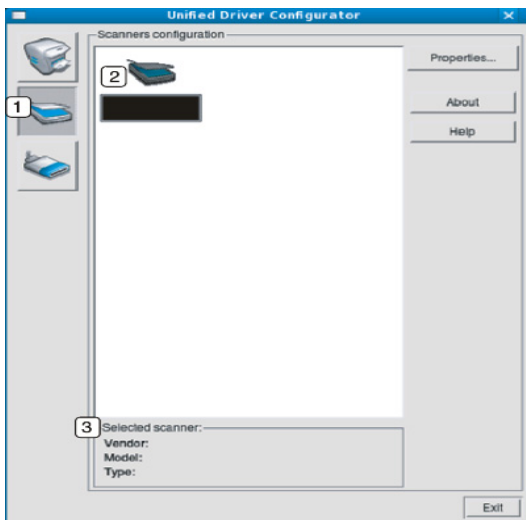 Unified Driver Configurator
Scanners configuration
2
Properties...
1
About
Help
3
Selected scanner:
Vendor:
Model:
Type:
Exit